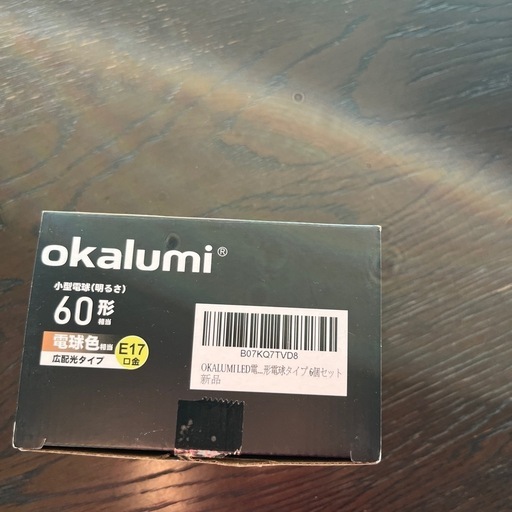 okalumi®
小型電球(明るさ)
60形相当
電球色相当
広配光タイプ
E17
口金
B07KQ7TVD8
OKALUMI LED電...形電球タイプ 6個セット
新品